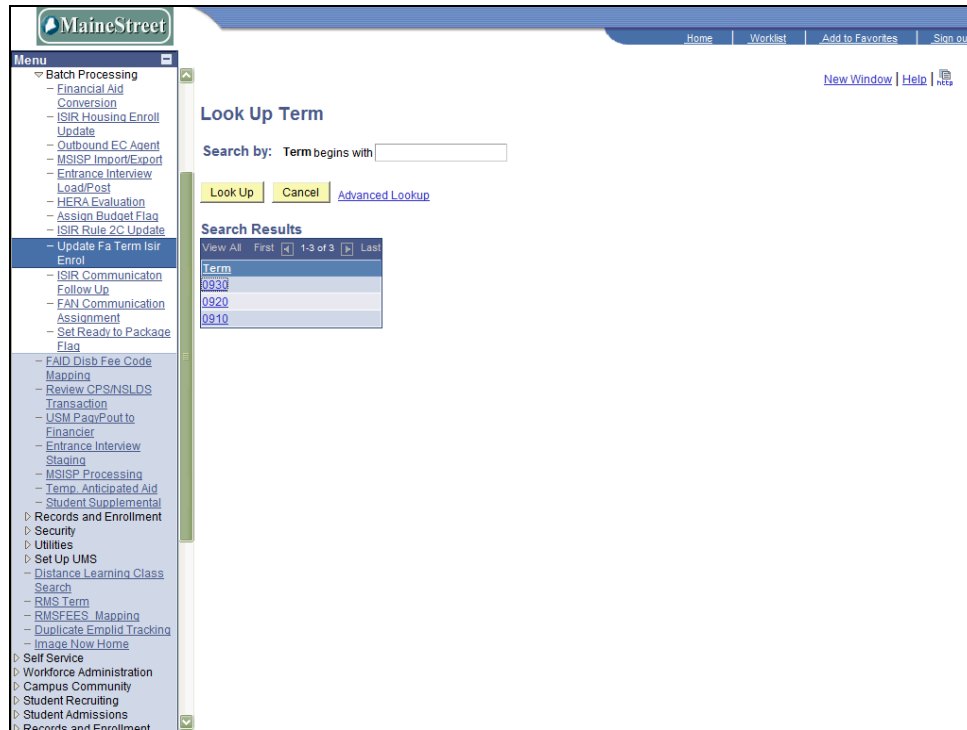 MaineStreet
Home Worklist Add to Favorites Sign ou
Menu
Batch Processing
Financial Aid
Conversion
ISIR Housing Enroll
Update
Outbound EC Agent
MSISP Import/Export
Entrance Interview
Load/Post
HERA Evaluation
Assign Budget Flag
ISIR Rule 2C Update
Update Fa Term Isir
Enrol
ISIR Communicaton
Follow Up
FAN Communication
Assignment
Set Ready to Package
Flag
FAID Disb Fee Code
Mapping
Review CPS/NSLDS
Transaction
USM PagyPout to
Financier
Entrance Interview
Staging
MSISP Processing
Temp. Anticipated Aid
Student Supplemental
Records and Enrollment
Security
Utilities
Set Up UMS
Distance Learning Class
Search
RMS Term
RMSFEES_Mapping
Duplicate Emplid Tracking
Image Now Home
Self Service
Workforce Administration
Campus Community
Student Recruiting
Student Admissions
Records and Enrollment
New Window | Help | http
Look Up Term
Search by: Term begins with
Look Up Cancel Advanced Lookup
Search Results
View All First 1-3 of 3 Last
Term
0930
0920
0910